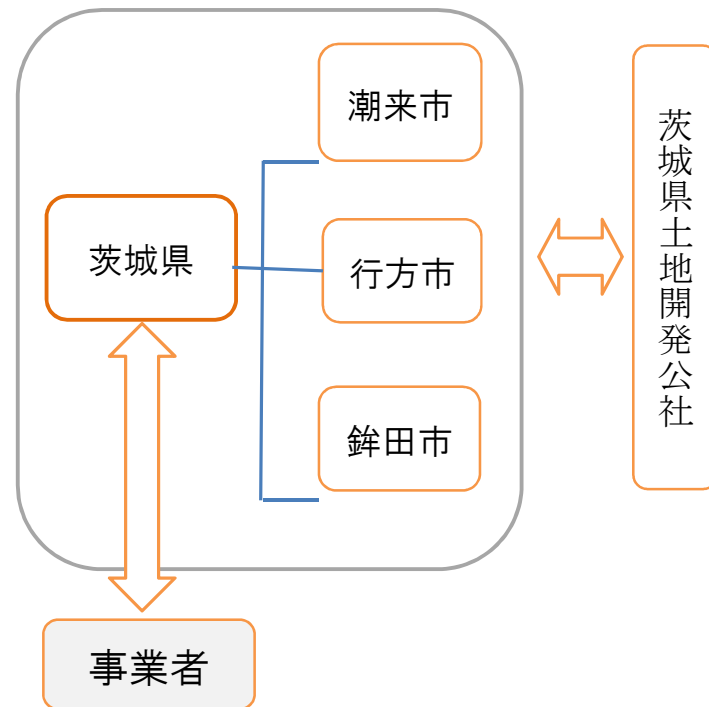 潮来市
茨城県
行方市
鉾田市
茨城県土地開発公社
事業者